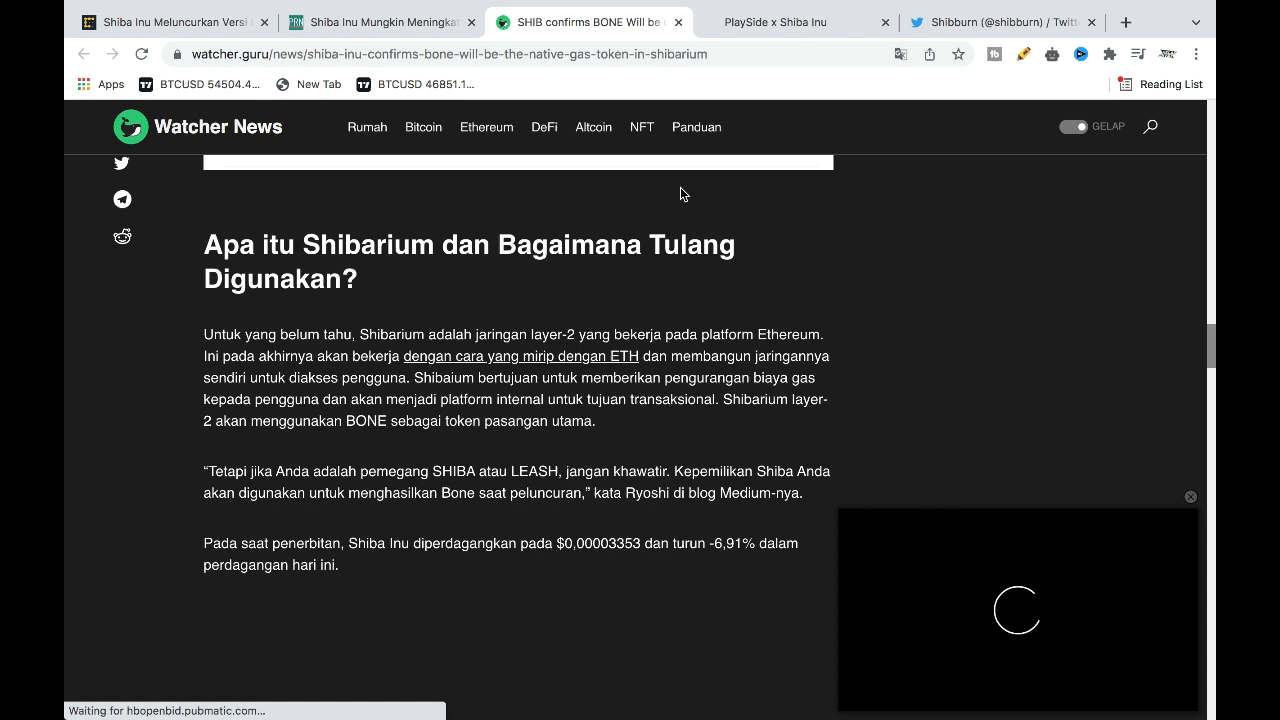 Shiba Inu Meluncurkan Versi
Shiba Inu Mungkin Meningkat
SHIB confirms BONE Will be
PlaySide x Shiba Inu
Shibburn (@shibburn) / Twitt
watcher.guru/news/shiba-inu-confirms-bone-will-be-the-native-gas-token-in-shibarium
Apps
BTCUSD 54504.4...
New Tab
BTCUSD 46851.1...
Reading List
Watcher News
Rumah
Bitcoin
Ethereum
DeFi
Altcoin
NFT
Panduan
GELAP
Apa itu Shibarium dan Bagaimana Tulang
Digunakan?
Untuk yang belum tahu, Shibarium adalah jaringan layer-2 yang bekerja pada platform Ethereum.
Ini pada akhirnya akan bekerja dengan cara yang mirip dengan ETH dan membangun jaringannya
sendiri untuk diakses pengguna. Shibaium bertujuan untuk memberikan pengurangan biaya gas
kepada pengguna dan akan menjadi platform internal untuk tujuan transaksional. Shibarium layer-
2 akan menggunakan BONE sebagai token pasangan utama.
“Tetapi jika Anda adalah pemegang SHIBA atau LEASH, jangan khawatir. Kepemilikan Shiba Anda
akan digunakan untuk menghasilkan Bone saat peluncuran,” kata Ryoshi di blog Medium-nya.
Pada saat penerbitan, Shiba Inu diperdagangkan pada $0,00003353 dan turun -6,91% dalam
perdagangan hari ini.
Waiting for hbopenbid.pubmatic.com...